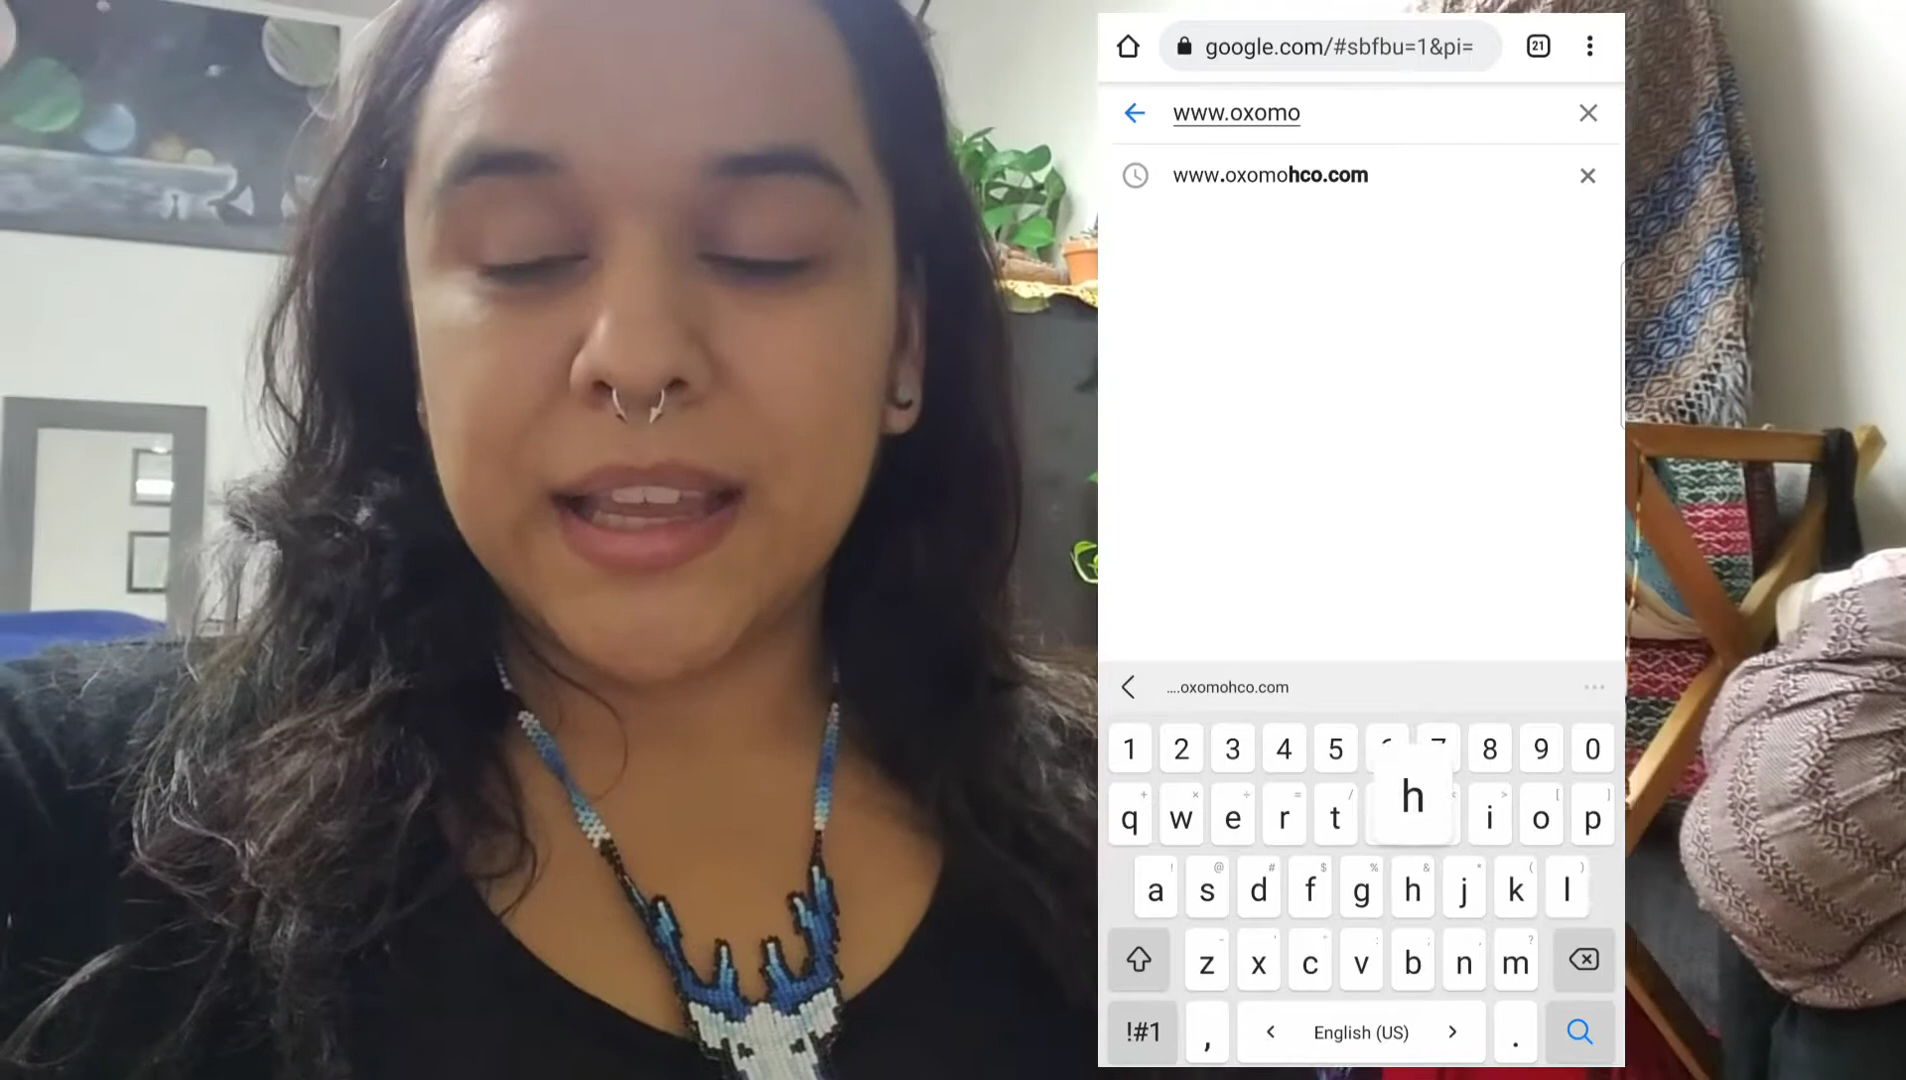 google.com/#sbfbu=1&pi=
21
www.oxomo
www.oxomohco.com
....oxomohco.com
1 2 3 4 5 8 9 0
q w e r t h i o p
a s d f g h j k l
z x c v b n m
!#1 , < English (US) > .